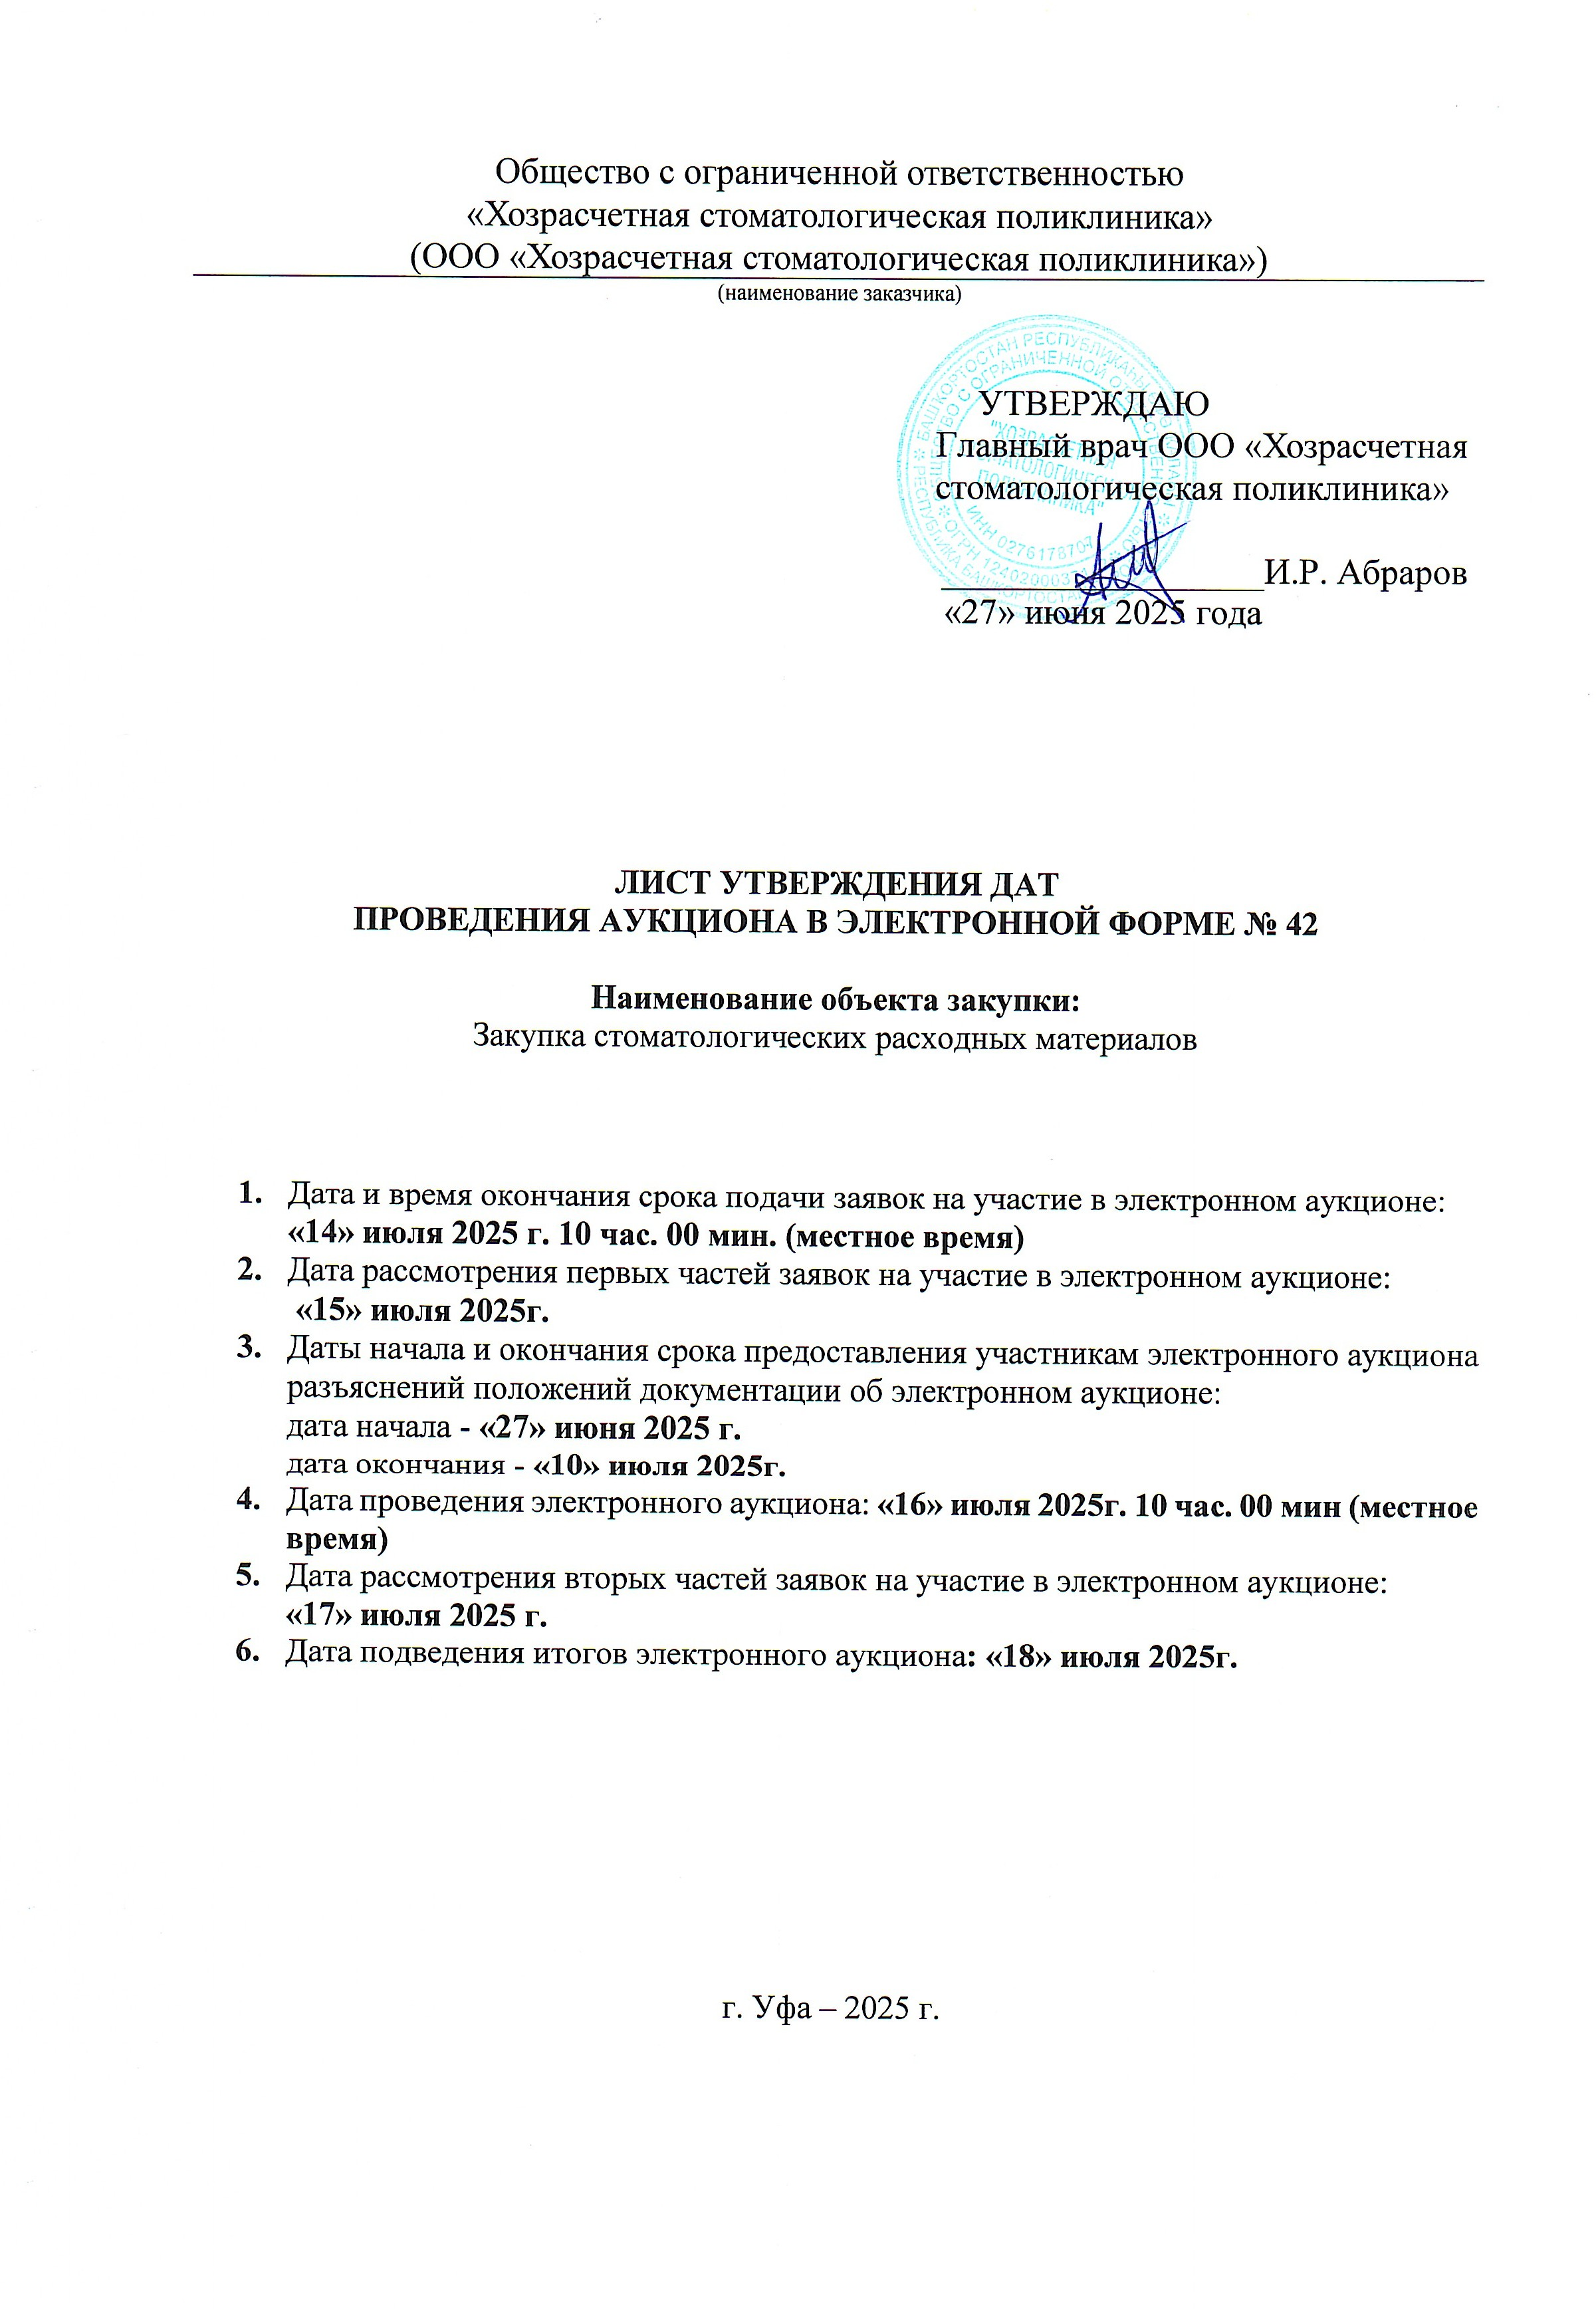 Общество с ограниченной ответственностью
«Хозрасчетная стоматологическая поликлиника»
(ООО «Хозрасчетная стоматологическая поликлиника»)
(наименование заказчика)
УТВЕРЖДАЮ
Главный врач ООО «Хозрасчетная
стоматологическая поликлиника»
И.Р. Абраров
«27» июня 2025 года
БАШКОРТОСТАН РЕСПУБЛИКАҺЫ
ОБЩЕСТВО С ОГРАНИЧЕННОЙ
ИНН 0276178707
ЛИСТ УТВЕРЖДЕНИЯ ДАТ
ПРОВЕДЕНИЯ АУКЦИОНА В ЭЛЕКТРОННОЙ ФОРМЕ № 42
Наименование объекта закупки:
Закупка стоматологических расходных материалов
1. Дата и время окончания срока подачи заявок на участие в электронном аукционе:
«14» июля 2025 г. 10 час. 00 мин. (местное время)
2. Дата рассмотрения первых частей заявок на участие в электронном аукционе:
«15» июля 2025г.
3. Даты начала и окончания срока предоставления участникам электронного аукциона
разъяснений положений документации об электронном аукционе:
дата начала - «27» июня 2025 г.
дата окончания - «10» июля 2025г.
4. Дата проведения электронного аукциона: «16» июля 2025г. 10 час. 00 мин (местное
время)
5. Дата рассмотрения вторых частей заявок на участие в электронном аукционе:
«17» июля 2025 г.
6. Дата подведения итогов электронного аукциона: «18» июля 2025г.
г. Уфа – 2025 г.